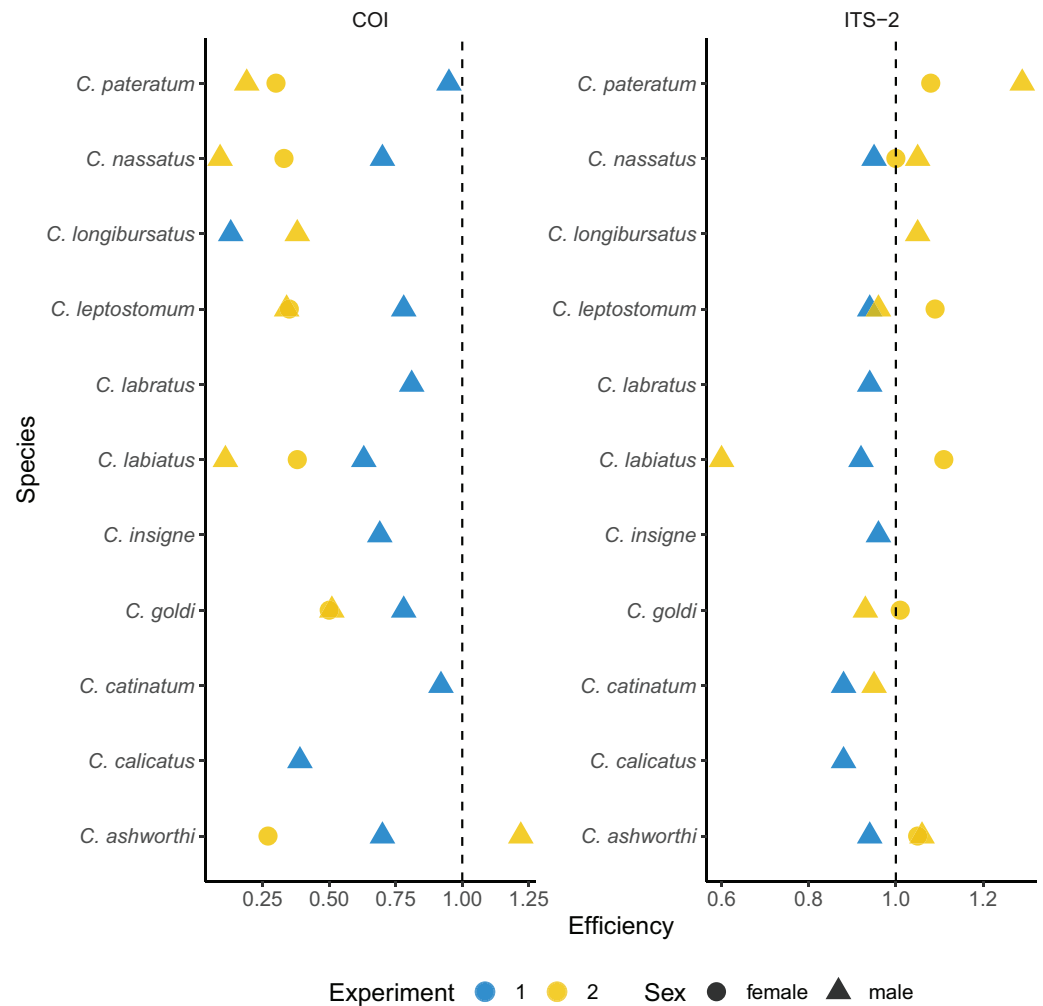 COI
ITS−2
Species
C. pateratum
C. nassatus
C. longibursatus
C. leptostomum
C. labratus
C. labiatus
C. insigne
C. goldi
C. catinatum
C. calicatus
C. ashworthi
0.25 0.50 0.75 1.00 1.25
C. pateratum
C. nassatus
C. longibursatus
C. leptostomum
C. labratus
C. labiatus
C. insigne
C. goldi
C. catinatum
C. calicatus
C. ashworthi
0.6 0.8 1.0 1.2
Efficiency
Experiment 1 2 Sex female male